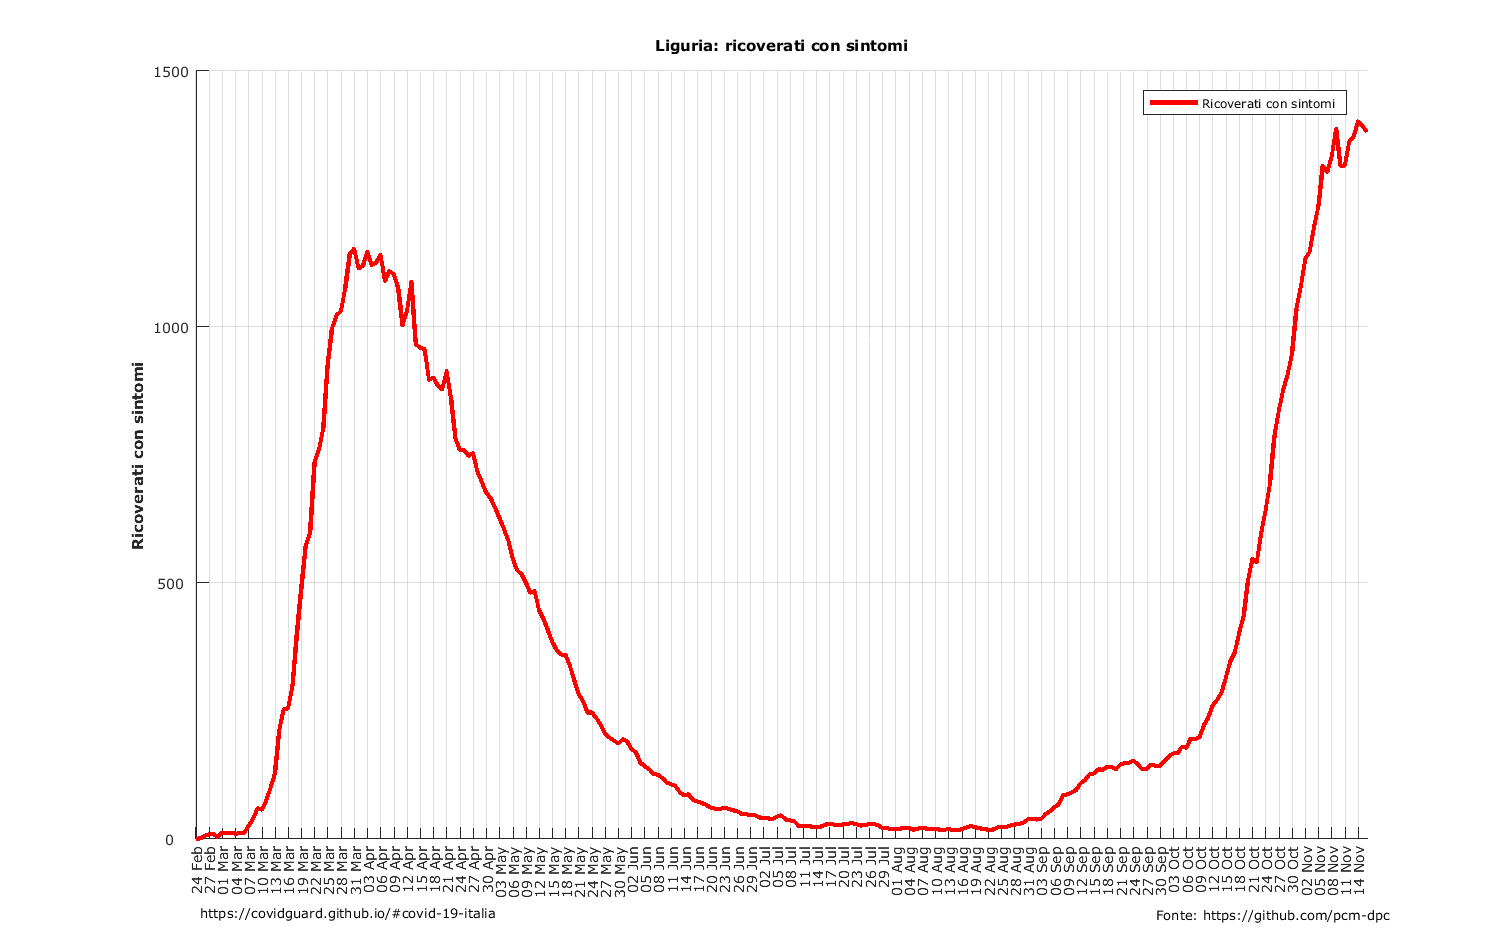 Liguria: ricoverati con sintomi
1500
1000
500
0
Ricoverati con sintomi
Ricoverati con sintomi
24 Feb
27 Feb
01 Mar
04 Mar
07 Mar
10 Mar
13 Mar
16 Mar
19 Mar
22 Mar
25 Mar
28 Mar
31 Mar
03 Apr
06 Apr
09 Apr
12 Apr
15 Apr
18 Apr
21 Apr
24 Apr
27 Apr
30 Apr
03 May
06 May
09 May
12 May
15 May
18 May
21 May
24 May
27 May
30 May
02 Jun
05 Jun
08 Jun
11 Jun
14 Jun
17 Jun
20 Jun
23 Jun
26 Jun
29 Jun
02 Jul
05 Jul
08 Jul
11 Jul
14 Jul
17 Jul
20 Jul
23 Jul
26 Jul
29 Jul
01 Aug
04 Aug
07 Aug
10 Aug
13 Aug
16 Aug
19 Aug
22 Aug
25 Aug
28 Aug
31 Aug
03 Sep
06 Sep
09 Sep
12 Sep
15 Sep
18 Sep
21 Sep
24 Sep
27 Sep
30 Sep
03 Oct
06 Oct
09 Oct
12 Oct
15 Oct
18 Oct
21 Oct
24 Oct
27 Oct
30 Oct
02 Nov
05 Nov
08 Nov
11 Nov
14 Nov
https://covidguard.github.io/#covid-19-italia
Fonte: https://github.com/pcm-dpc